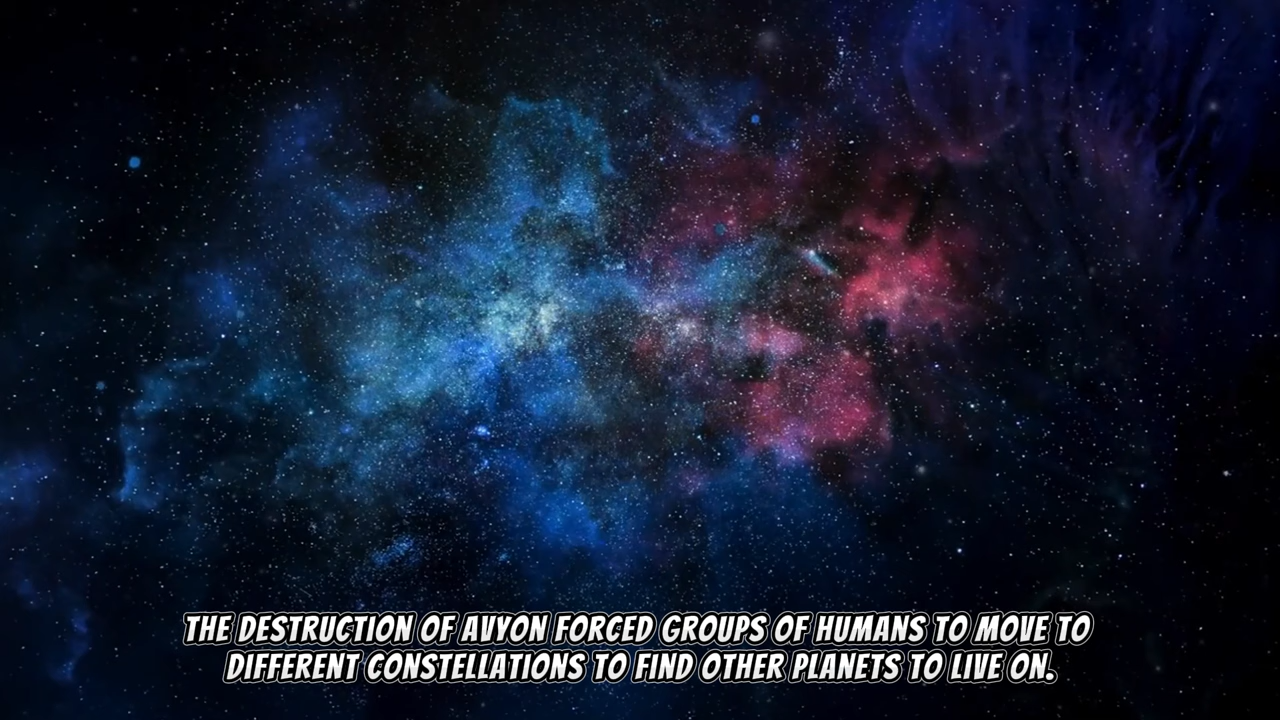 THE DESTRUCTION OF AVYON FORCED GROUPS OF HUMANS TO MOVE TO
DIFFERENT CONSTELLATIONS TO FIND OTHER PLANETS TO LIVE ON.